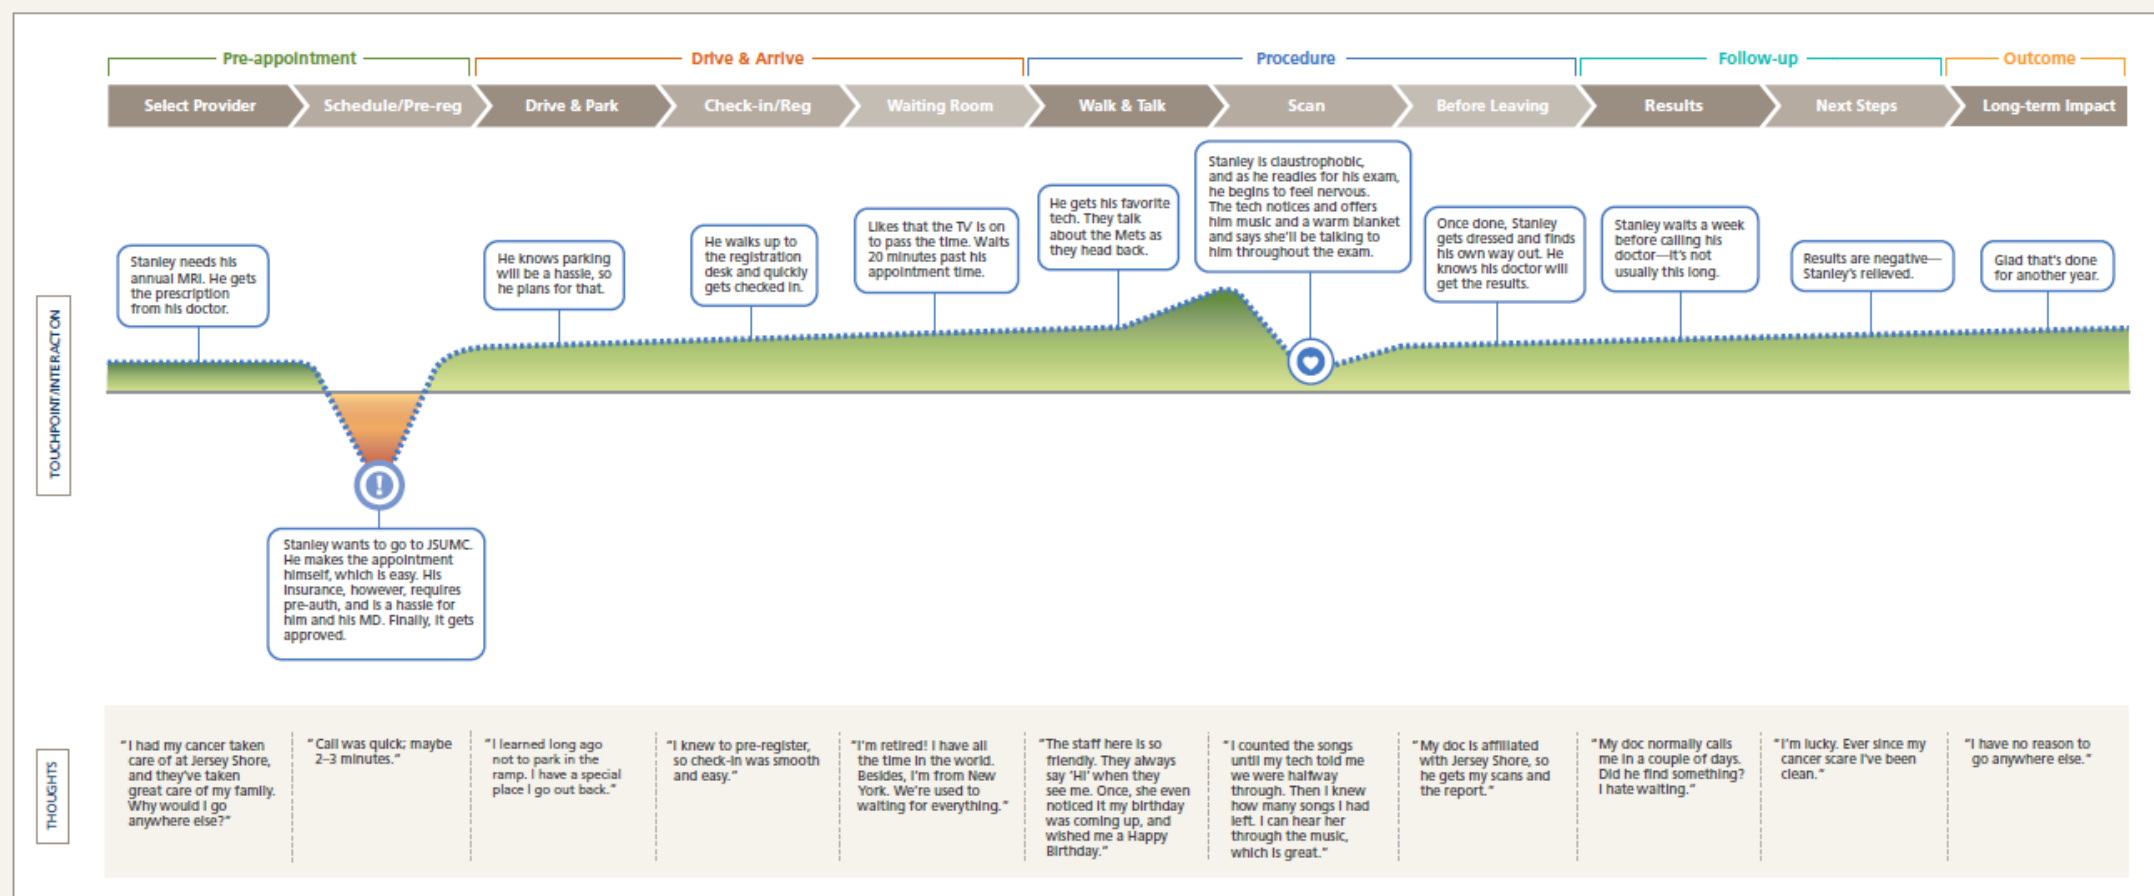 Pre-appointment
Drive & Arrive
Procedure
Follow-up
Outcome
Select Provider
Schedule/Pre-reg
Drive & Park
Check-in/Reg
Waiting Room
Walk & Talk
Scan
Before Leaving
Results
Next Steps
Long-term Impact
TOUCHPOINT/INTERACTON
Stanley needs his
annual MRI. He gets
the prescription
from his doctor.
Stanley wants to go to JSUMC.
He makes the appointment
himself, which is easy. His
insurance, however, requires
pre-auth, and is a hassle for
him and his MD. Finally, it gets
approved.
He knows parking
will be a hassle, so
he plans for that.
He walks up to
the registration
desk and quickly
gets checked in.
Likes that the TV is on
to pass the time. Waits
20 minutes past his
appointment time.
He gets his favorite
tech. They talk
about the Mets as
they head back.
Stanley is claustrophobic,
and as he readies for his exam,
he begins to feel nervous.
The tech notices and offers
him music and a warm blanket
and says she'll be talking to
him throughout the exam.
Once done, Stanley
gets dressed and finds
his own way out. He
knows his doctor will
get the results.
Stanley waits a week
before calling his
doctor—it's not
usually this long.
Results are negative—
Stanley's relieved.
Glad that's done
for another year.
THOUGHTS
"I had my cancer taken
care of at Jersey Shore,
and they've taken
great care of my family.
Why would I go
anywhere else?"
"Call was quick; maybe
2–3 minutes."
"I learned long ago
not to park in the
ramp. I have a special
place I go out back."
"I knew to pre-register,
so check-in was smooth
and easy."
"I'm retired! I have all
the time in the world.
Besides, I'm from New
York. We're used to
waiting for everything."
"The staff here is so
friendly. They always
say 'Hi' when they
see me. Once, she even
noticed it my birthday
was coming up, and
wished me a Happy
Birthday."
"I counted the songs
until my tech told me
we were halfway
through. Then I knew
how many songs I had
left. I can hear her
through the music,
which is great."
"My doc is affiliated
with Jersey Shore, so
he gets my scans and
the report."
"My doc normally calls
me in a couple of days.
Did he find something?
I hate waiting."
"I'm lucky. Ever since my
cancer scare I've been
clean."
"I have no reason to
go anywhere else."